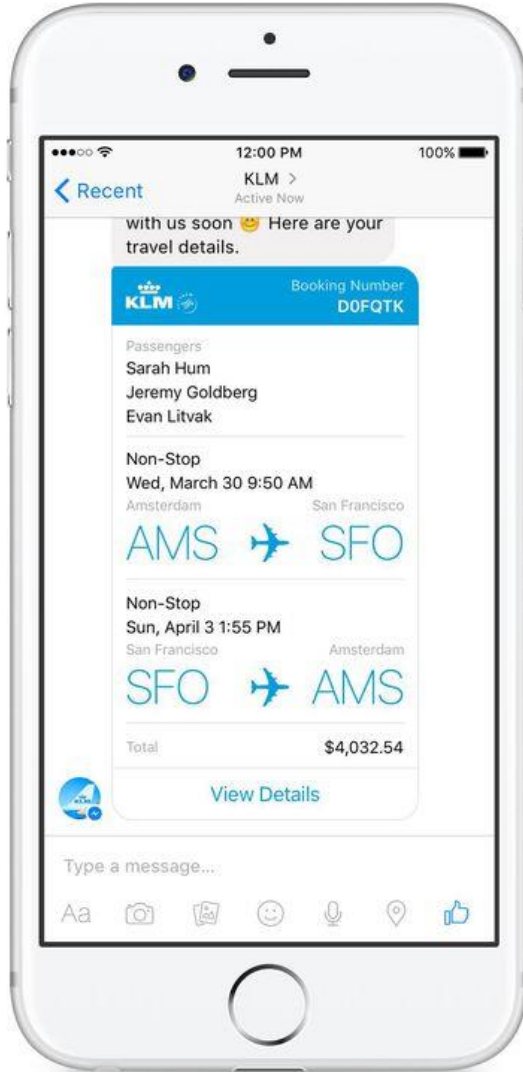 12:00 PM
100%
Recent
KLM >
Active Now
with us soon 😊 Here are your
travel details.
KLM
Booking Number
D0FQTK
Passengers
Sarah Hum
Jeremy Goldberg
Evan Litvak
Non-Stop
Wed, March 30 9:50 AM
Amsterdam San Francisco
AMS SFO
Non-Stop
Sun, April 3 1:55 PM
San Francisco Amsterdam
SFO AMS
Total $4,032.54
View Details
Type a message...
Aa